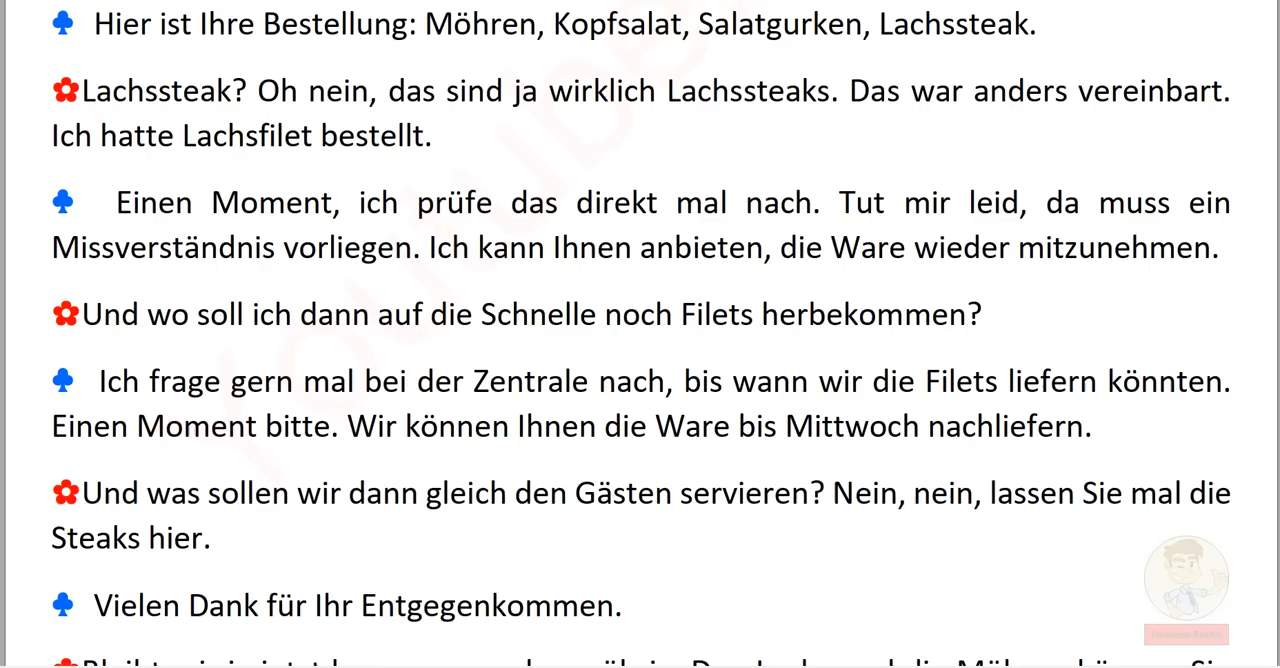 ♣ Hier ist Ihre Bestellung: Möhren, Kopfsalat, Salatgurken, Lachssteak.
✿Lachssteak? Oh nein, das sind ja wirklich Lachssteaks. Das war anders vereinbart.
Ich hatte Lachsfilet bestellt.
♣ Einen Moment, ich prüfe das direkt mal nach. Tut mir leid, da muss ein
Missverständnis vorliegen. Ich kann Ihnen anbieten, die Ware wieder mitzunehmen.
✿Und wo soll ich dann auf die Schnelle noch Filets herbekommen?
♣ Ich frage gern mal bei der Zentrale nach, bis wann wir die Filets liefern könnten.
Einen Moment bitte. Wir können Ihnen die Ware bis Mittwoch nachliefern.
✿Und was sollen wir dann gleich den Gästen servieren? Nein, nein, lassen Sie mal die
Steaks hier.
♣ Vielen Dank für Ihr Entgegenkommen.
Youtube